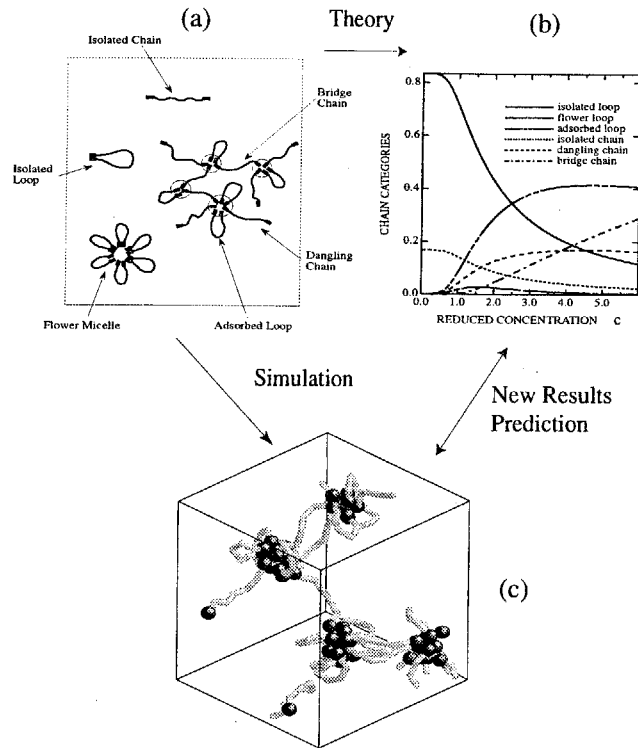 (a)
Theory
(b)
Isolated Chain
Bridge
Chain
Isolated
Loop
Dangling
Chain
Flower Micelle
Adsorbed Loop
CHAIN CATEGORIES
0.8
0.6
0.4
0.2
0.0
isolated loop
flower loop
adsorbed loop
isolated chain
dangling chain
bridge chain
0.0 1.0 2.0 3.0 4.0 5.0
REDUCED CONCENTRATION c
Simulation
New Results
Prediction
(c)